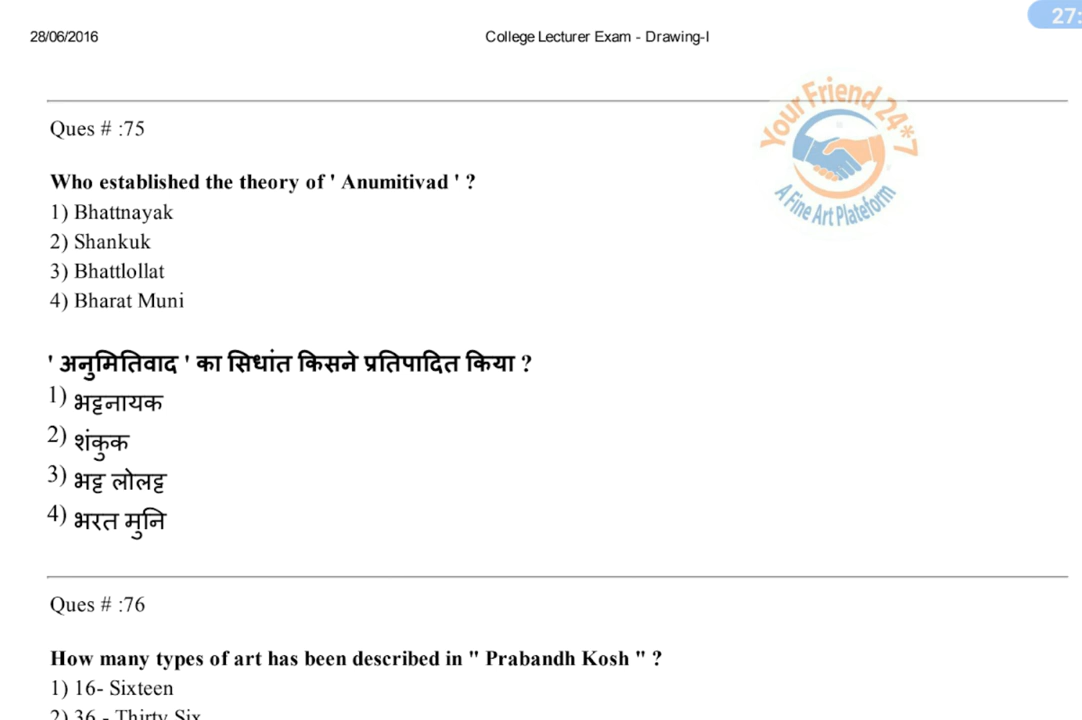 27:
28/06/2016 College Lecturer Exam - Drawing-I
Your Friend 24*7
A Fine Art Plateform
Ques # :75
Who established the theory of ' Anumitivad ' ?
1) Bhattnayak
2) Shankuk
3) Bhattlollat
4) Bharat Muni
' अनुमितिवाद ' का सिधांत किसने प्रतिपादित किया ?
1) भट्टनायक
2) शंकुक
3) भट्ट लोलट्ट
4) भरत मुनि
Ques # :76
How many types of art has been described in " Prabandh Kosh " ?
1) 16- Sixteen
2) 36 - Thirty Six